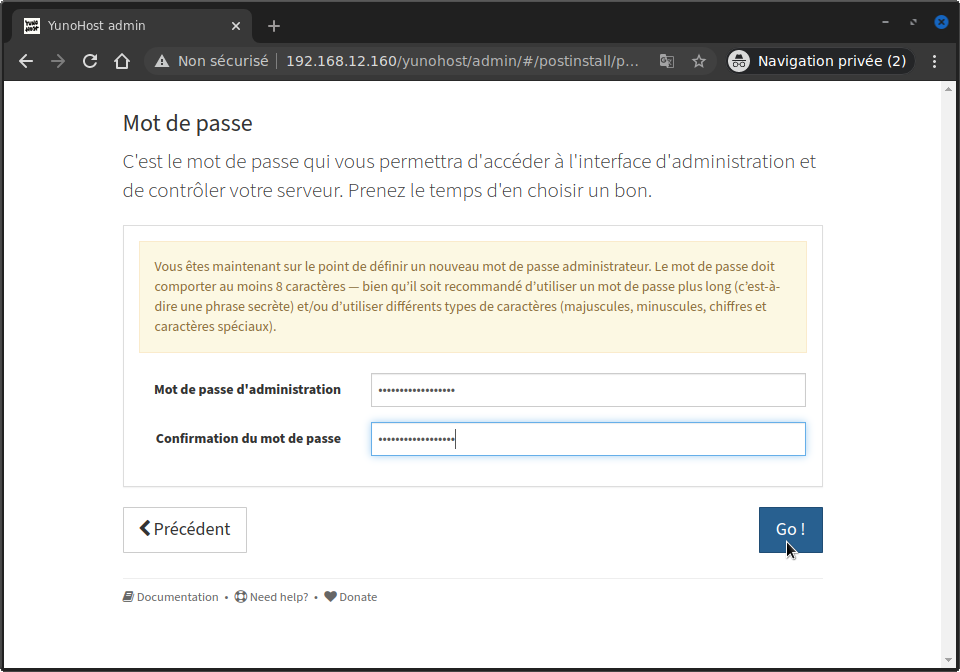 YunoHost admin
Non sécurisé 192.168.12.160/yunohost/admin/#/postinstall/p... Navigation privée (2)
Mot de passe
C'est le mot de passe qui vous permettra d'accéder à l'interface d'administration et
de contrôler votre serveur. Prenez le temps d'en choisir un bon.
Vous êtes maintenant sur le point de définir un nouveau mot de passe administrateur. Le mot de passe doit
comporter au moins 8 caractères — bien qu’il soit recommandé d’utiliser un mot de passe plus long (c’est-à-
dire une phrase secrète) et/ou d’utiliser différents types de caractères (majuscules, minuscules, chiffres et
caractères spéciaux).
Mot de passe d'administration ••••••••••••••••••
Confirmation du mot de passe ••••••••••••••••••
Précédent Go !
Documentation • Need help? • Donate